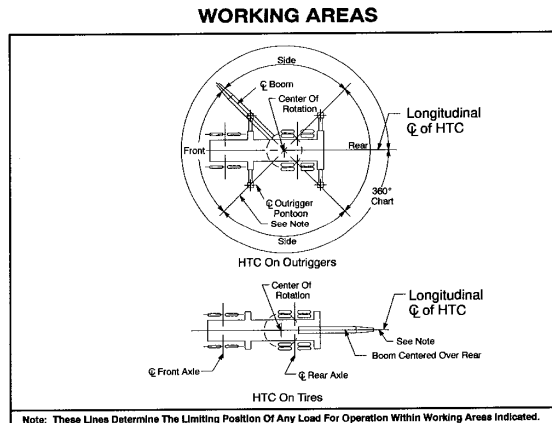 WORKING AREAS
Side
℄ Boom
Center Of
Rotation
Longitudinal
℄ of HTC
Front
Rear
360°
Chart
℄ Outrigger
Pontoon
See Note
Side
HTC On Outriggers
Center Of
Rotation
Longitudinal
℄ of HTC
See Note
Boom Centered Over Rear
℄ Front Axle
℄ Rear Axle
HTC On Tires
Note: These Lines Determine The Limiting Position Of Any Load For Operation Within Working Areas Indicated.